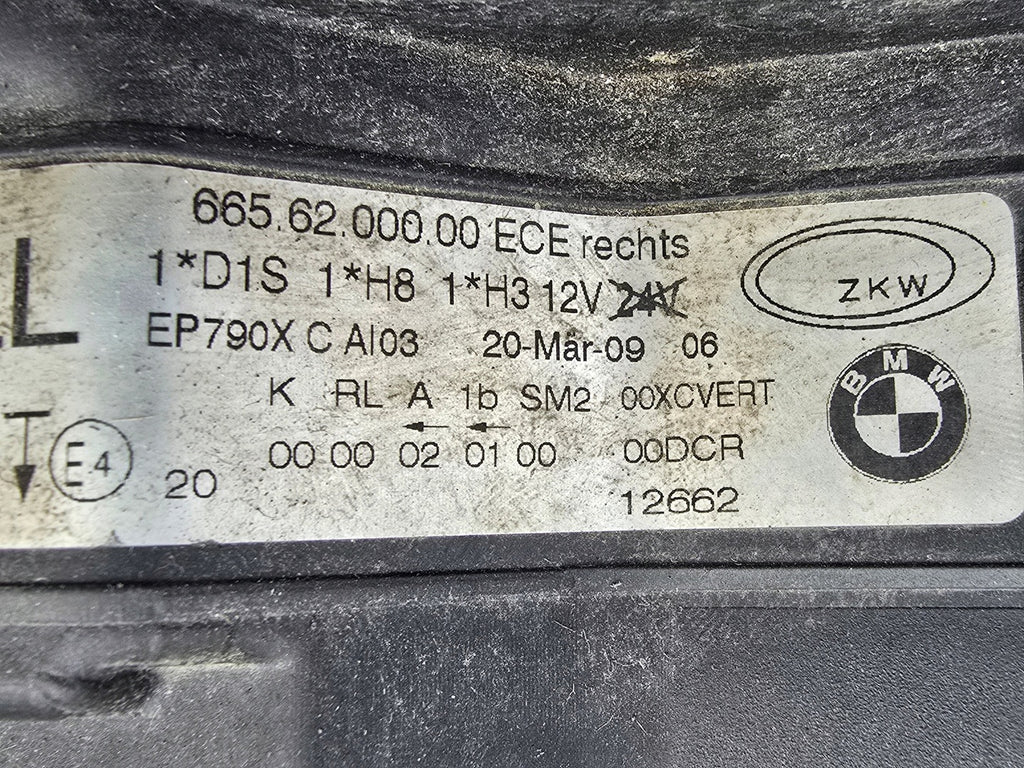 665.62.000.00 ECE rechts
1*D1S 1*H8 1*H3 12V 24V
ZKW
L
EP790X C AI03 20-Mär-09 06
BMW
K RL A 1b SM2 00XCVERT
00 00 02 01 00 00DCR
E4
20
12662